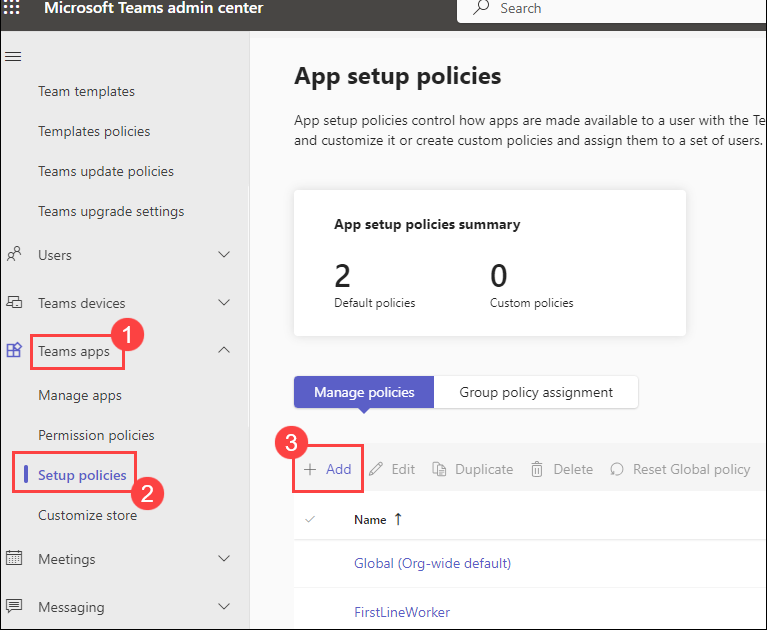 Microsoft Teams admin center
Search
Team templates
Templates policies
Teams update policies
Teams upgrade settings
Users
Teams devices
Teams apps
1
Manage apps
Permission policies
Setup policies
2
Customize store
Meetings
Messaging
App setup policies
App setup policies control how apps are made available to a user with the Te
and customize it or create custom policies and assign them to a set of users.
App setup policies summary
2 0
Default policies Custom policies
Manage policies Group policy assignment
3
Add Edit Duplicate Delete Reset Global policy
Name ↑
Global (Org-wide default)
FirstLineWorker